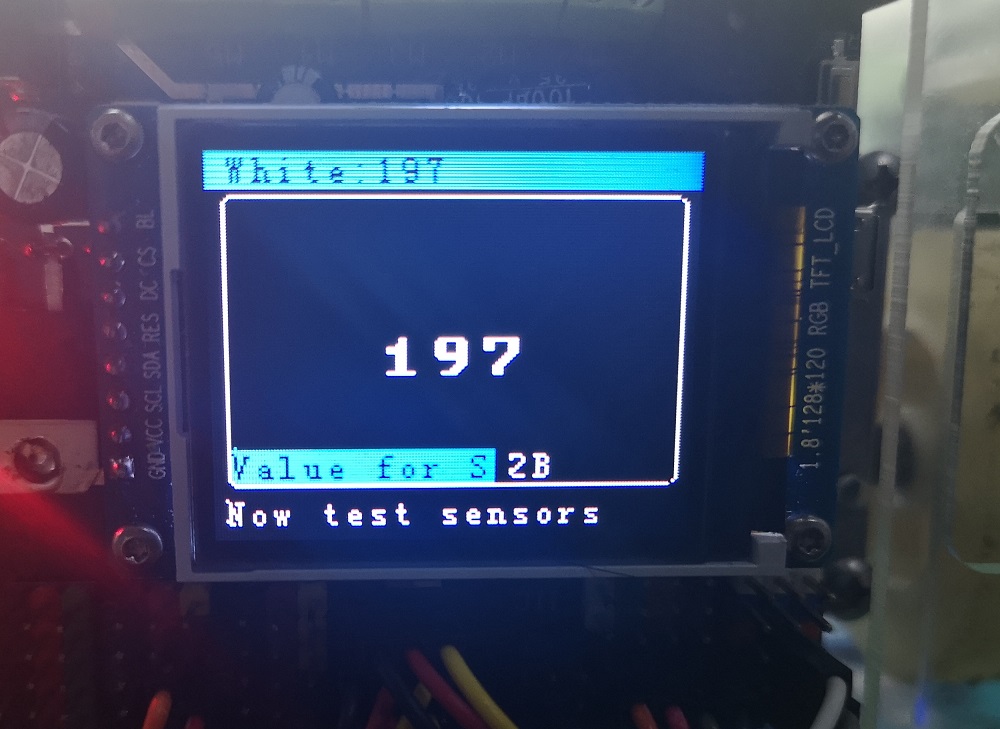 White:197
197
Value for S 2B
Now test sensors
GND VCC SCL SDA RES DC CS BL
1.8'128*120 RGB TFT_LCD